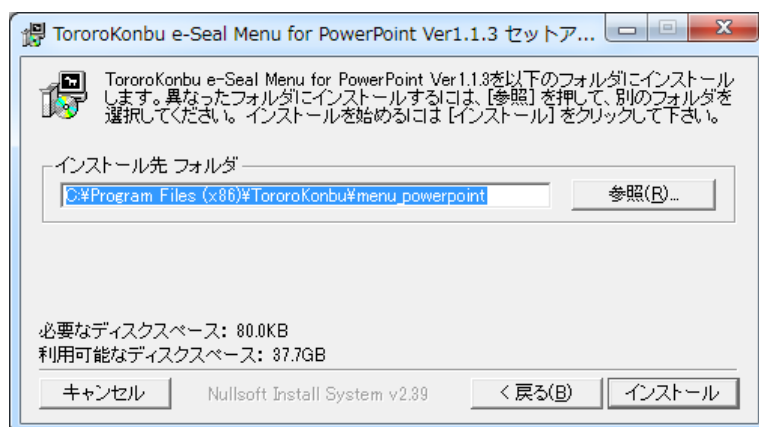 TororoKonbu e-Seal Menu for PowerPoint Ver1.1.3 セットア...
TororoKonbu e-Seal Menu for PowerPoint Ver1.1.3を以下のフォルダにインストール
します。異なったフォルダにインストールするには、[参照] を押して、別のフォルダを
選択してください。インストールを始めるには [インストール] をクリックして下さい。
インストール先 フォルダ
C:¥Program Files (x86)¥TororoKonbu¥menu_powerpoint
参照(R)...
必要なディスクスペース: 80.0KB
利用可能なディスクスペース: 37.7GB
キャンセル
Nullsoft Install System v2.39
< 戻る(B)
インストール